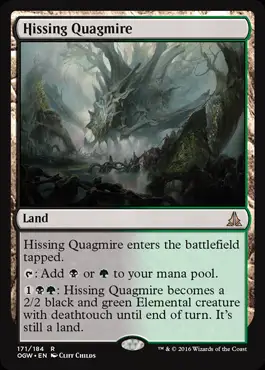 Hissing Quagmire
Land
Hissing Quagmire enters the battlefield
tapped.
: Add or to your mana pool.
1 : Hissing Quagmire becomes a
2/2 black and green Elemental creature
with deathtouch until end of turn. It's
still a land.
171/184 R
OGW • EN Cliff Childs
™ & © 2016 Wizards of the Coast